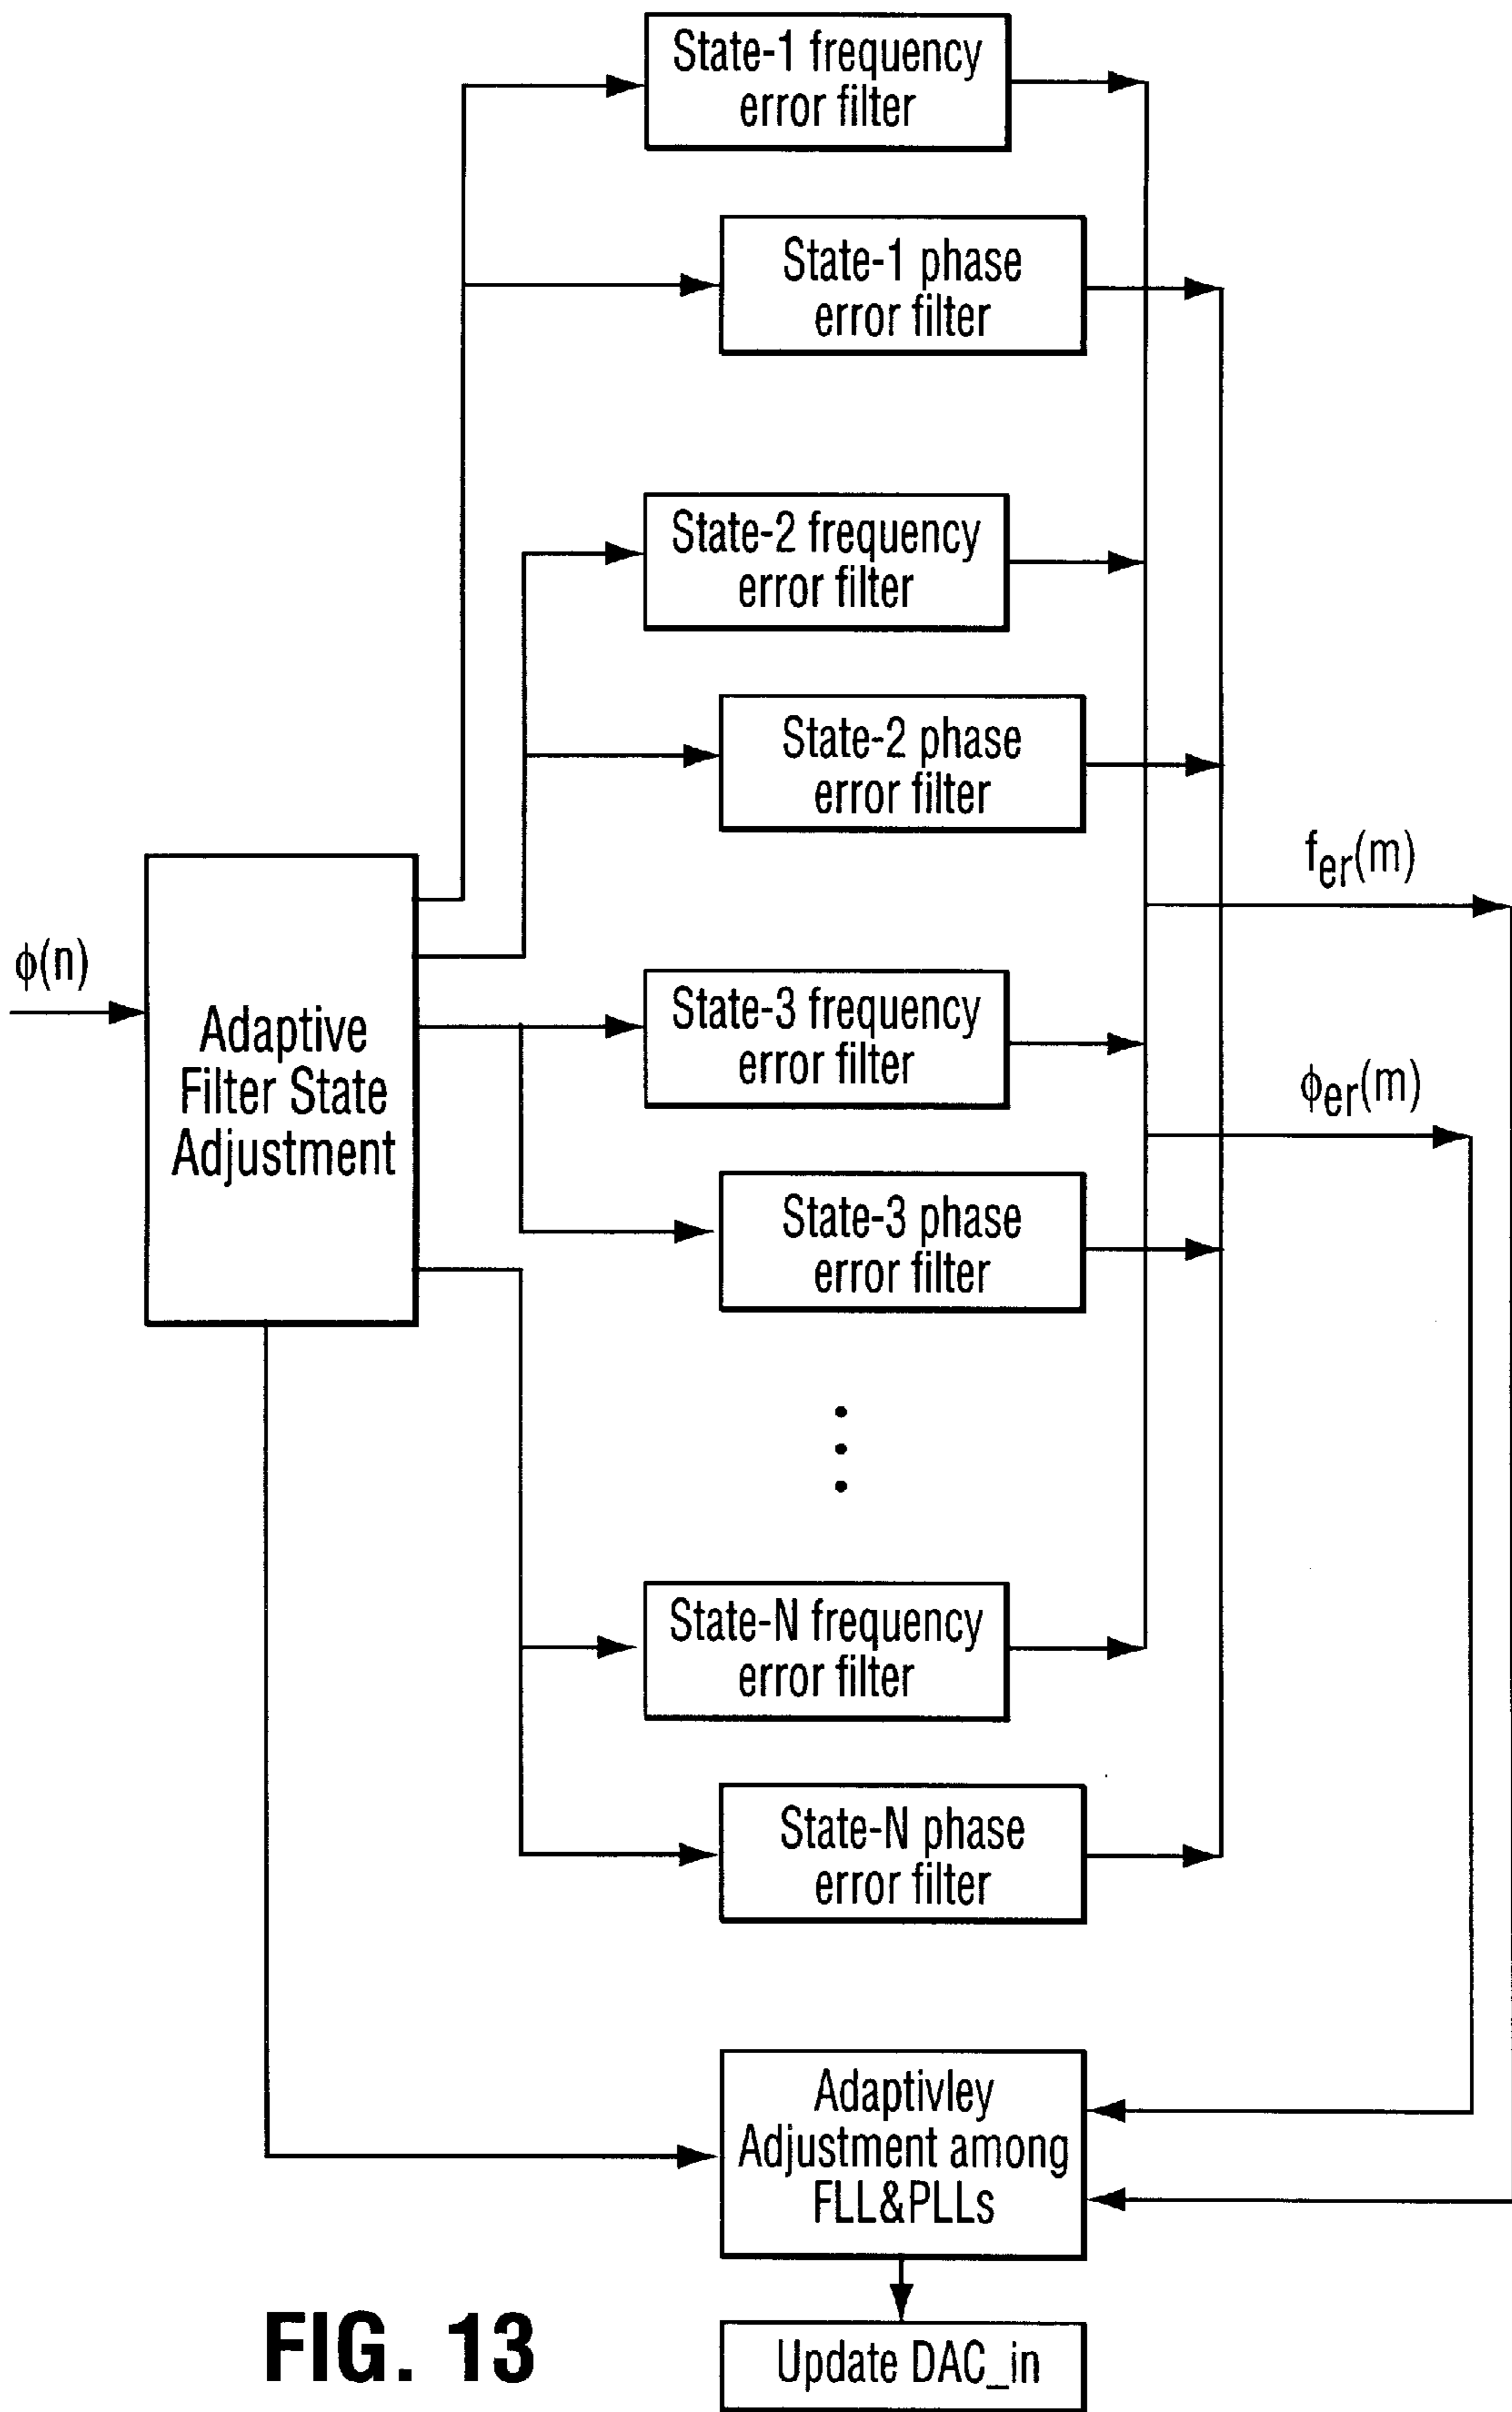 State-1 frequency
error filter
State-1 phase
error filter
State-2 frequency
error filter
State-2 phase
error filter
f_er(m)
ϕ(n)
Adaptive
Filter State
Adjustment
State-3 frequency
error filter
ϕ_er(m)
State-3 phase
error filter
State-N frequency
error filter
State-N phase
error filter
Adaptivley
Adjustment among
FLL&PLLs
Update DAC_in
FIG. 13